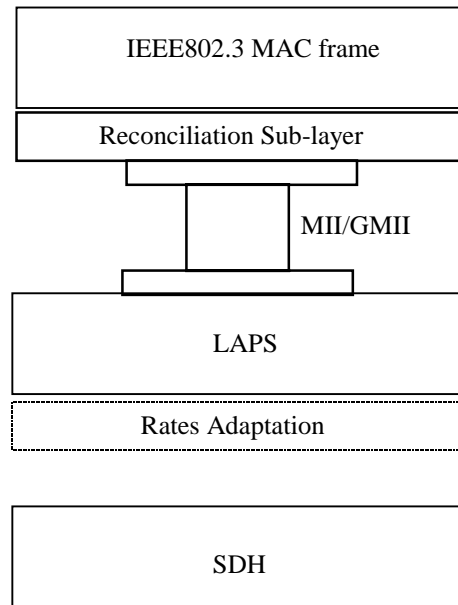 IEEE802.3 MAC frame
Reconciliation Sub-layer
MII/GMII
LAPS
Rates Adaptation
SDH